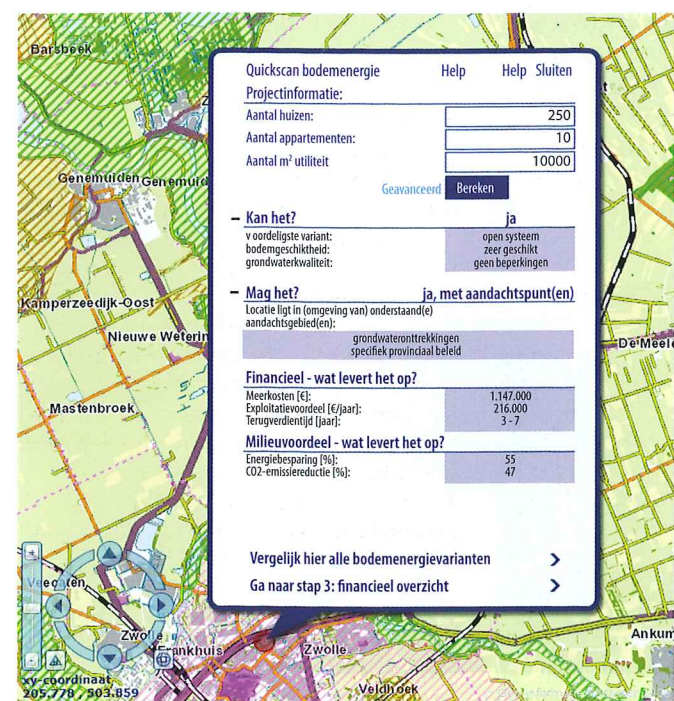 Barsbeek
Quickscan bodemenergie Help Help Sluiten
Projectinformatie:
Aantal huizen: 250
Aantal appartementen: 10
Aantal m² utiliteit 10000
Geavanceerd Bereken
Genemuiden Genemuid
– Kan het? ja
v oordeligste variant: open systeem
bodemgeschiktheid: zeer geschikt
grondwaterkwaliteit: geen beperkingen
– Mag het? ja, met aandachtspunt(en)
Locatie ligt in (omgeving van) onderstaand(e)
aandachtsgebied(en):
grondwateronttrekkingen
specifiek provinciaal beleid
Kamperzeedijk-Oost
Nieuwe Weterin
De Meele
Financieel - wat levert het op?
Meerkosten [€]: 1.147.000
Exploitatievoordeel [€/jaar]: 216.000
Terugverdientijd [jaar]: 3 - 7
Mastenbroek
Milieuvoordeel - wat levert het op?
Energiebesparing [%]: 55
CO2-emissiereductie [%]: 47
Vergelijk hier alle bodemenergievarianten >
Ga naar stap 3: financieel overzicht >
Veecaten
Zwolle
Frankhuis
Zwolle
Ankum
xy-coordinaat
205.778 , 503.859
Veldhoek